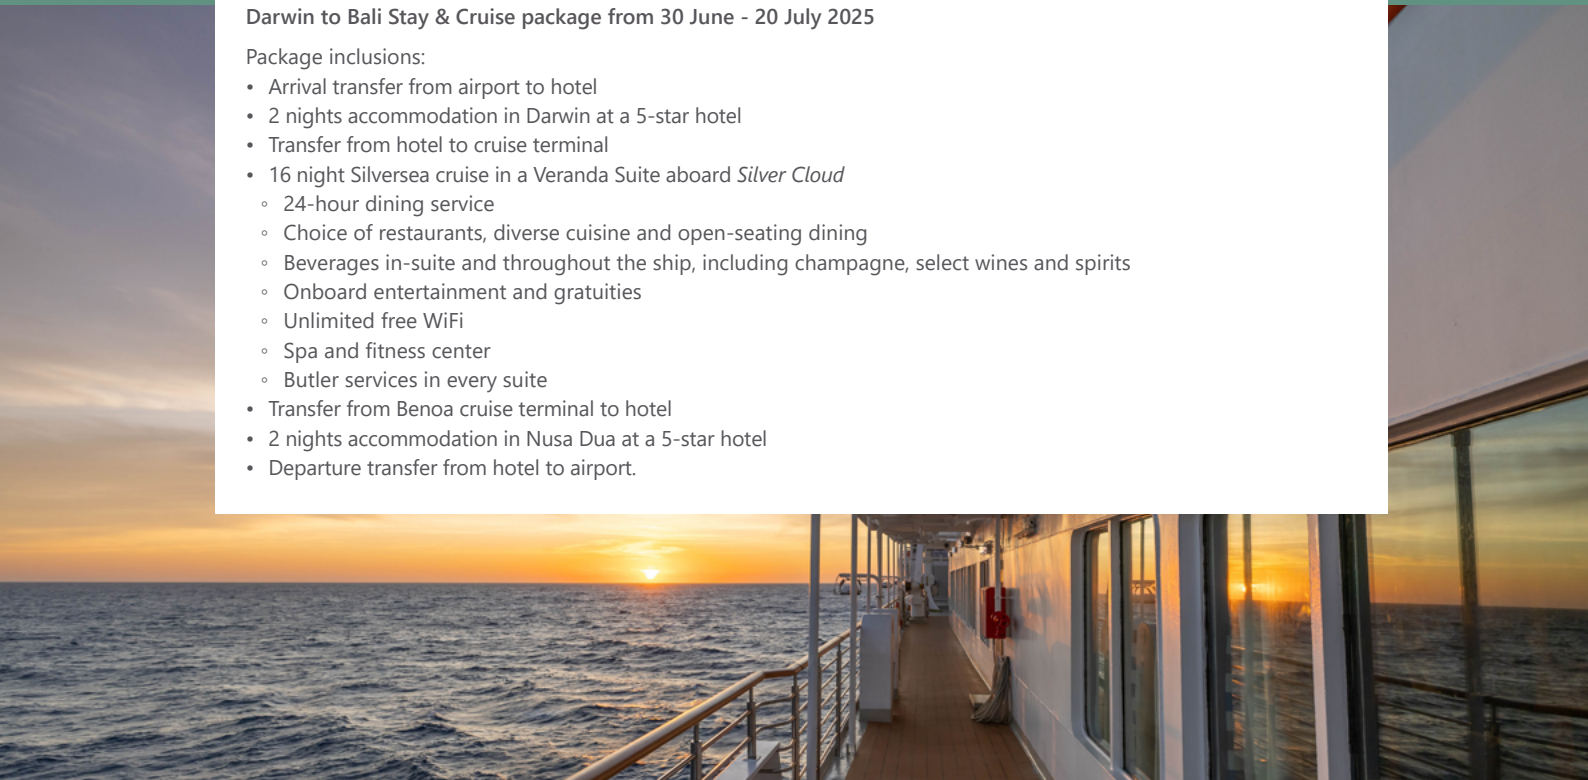 Darwin to Bali Stay & Cruise package from 30 June - 20 July 2025
Package inclusions:
• Arrival transfer from airport to hotel
• 2 nights accommodation in Darwin at a 5-star hotel
• Transfer from hotel to cruise terminal
• 16 night Silversea cruise in a Veranda Suite aboard Silver Cloud
◦ 24-hour dining service
◦ Choice of restaurants, diverse cuisine and open-seating dining
◦ Beverages in-suite and throughout the ship, including champagne, select wines and spirits
◦ Onboard entertainment and gratuities
◦ Unlimited free WiFi
◦ Spa and fitness center
◦ Butler services in every suite
• Transfer from Benoa cruise terminal to hotel
• 2 nights accommodation in Nusa Dua at a 5-star hotel
• Departure transfer from hotel to airport.